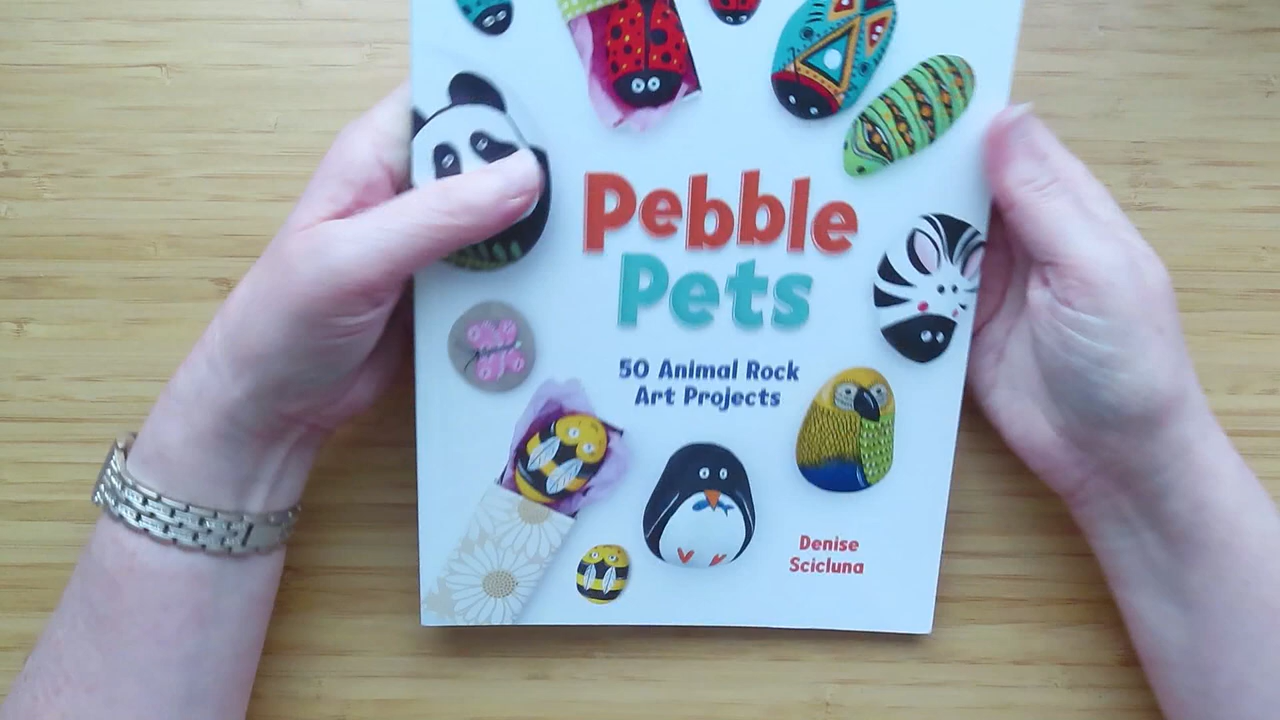 Pebble
Pets
50 Animal Rock
Art Projects
Denise
Scicluna